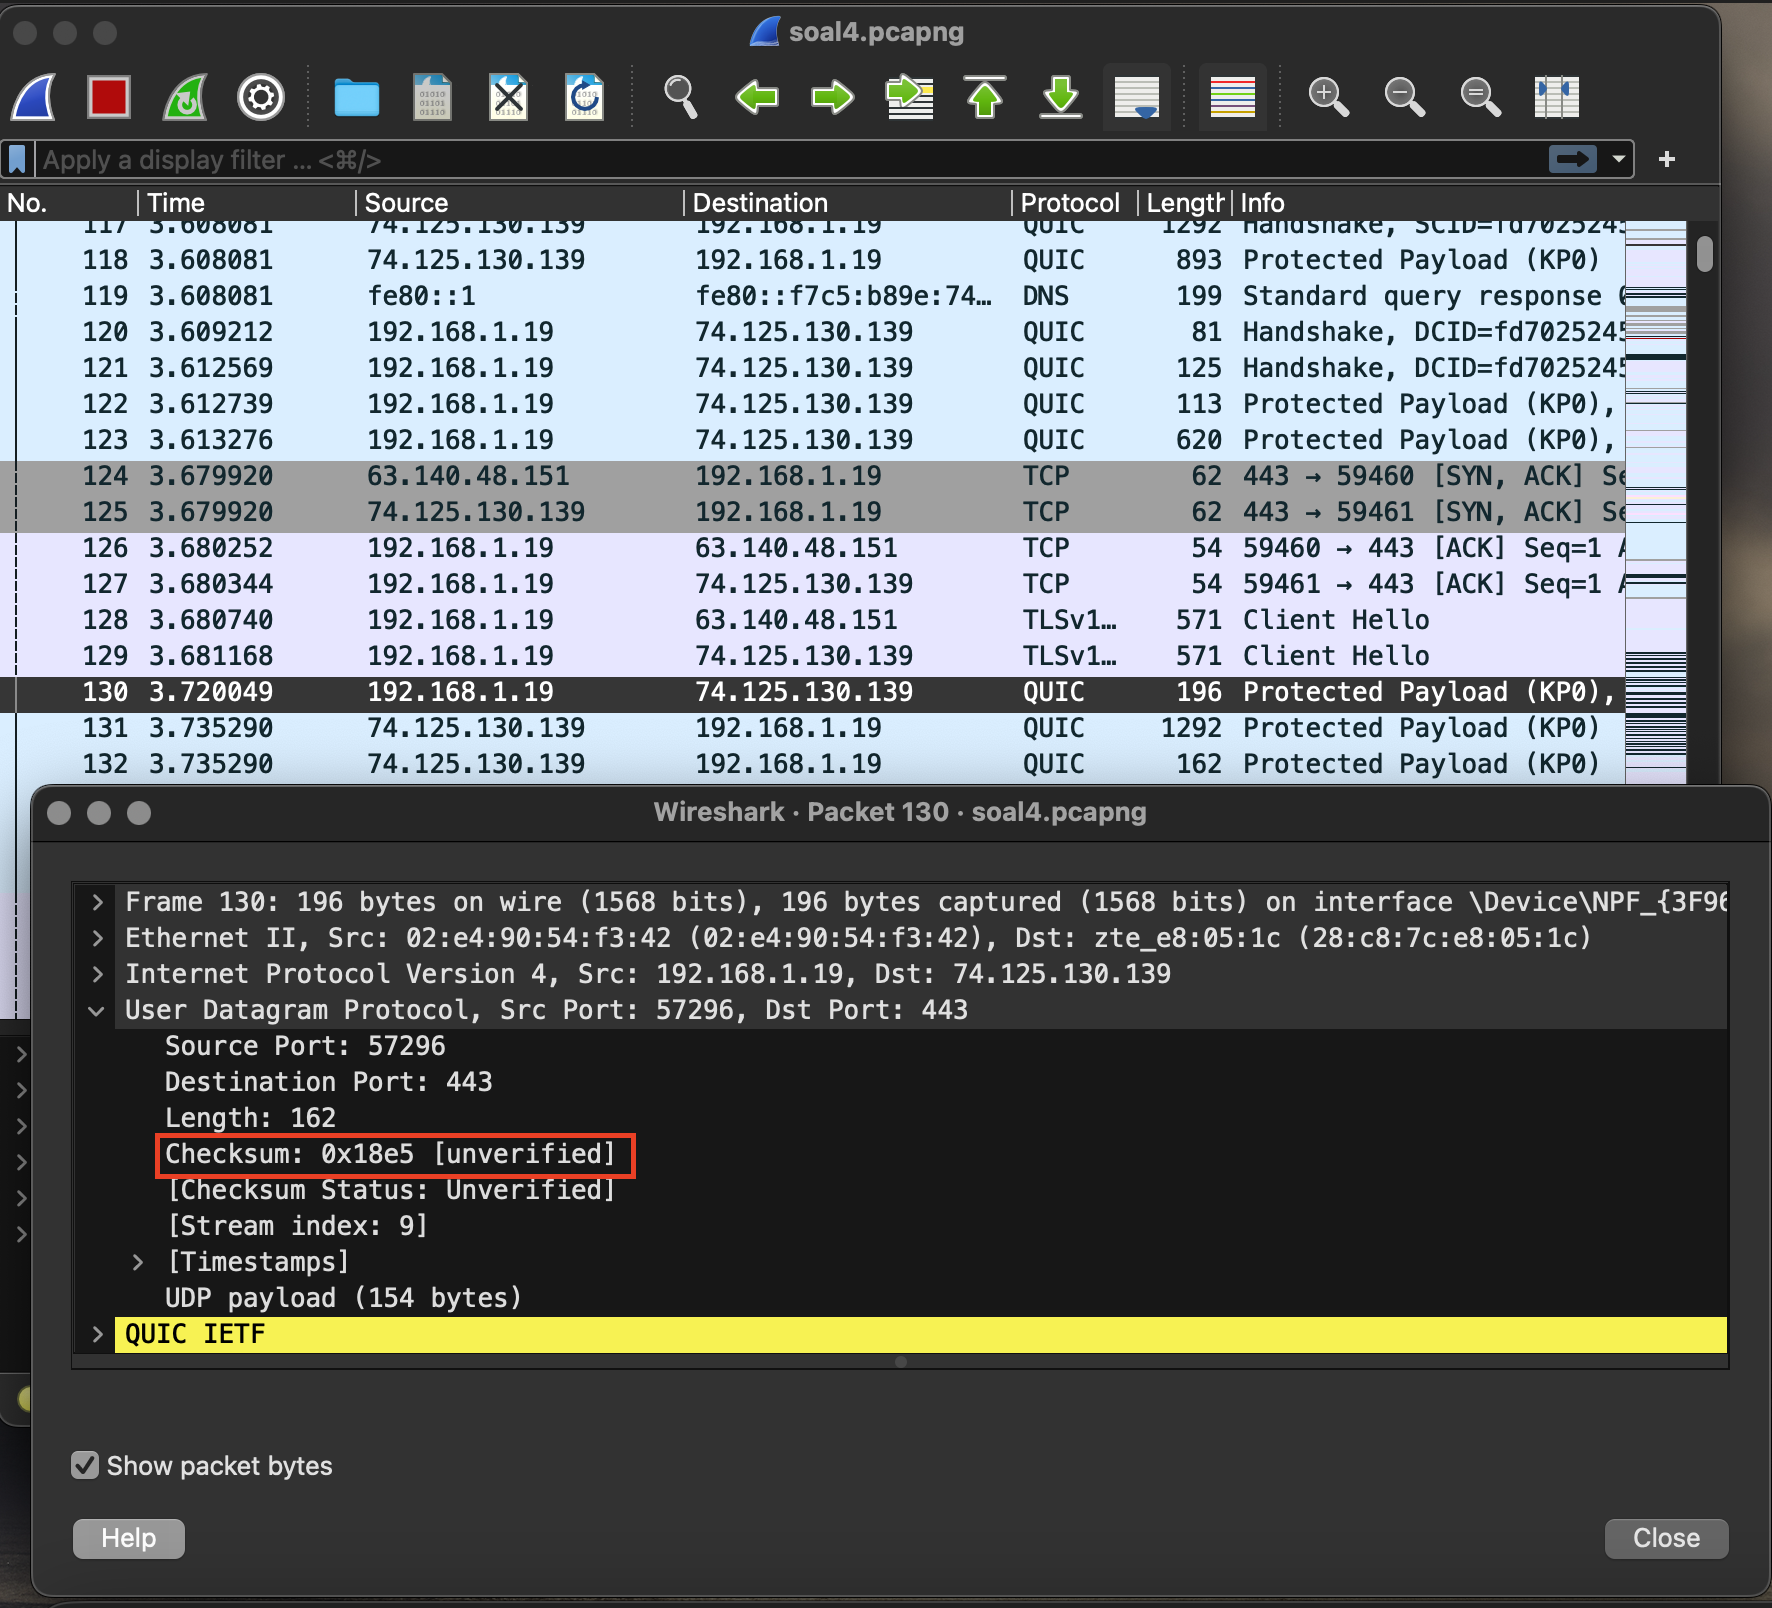 soal4.pcapng
Apply a display filter ... <⌘/>
+
No. Time Source Destination Protocol Length Info
117 3.608081 74.125.130.139 192.168.1.19 QUIC 1292 Handshake, SCID=fd7025245
118 3.608081 74.125.130.139 192.168.1.19 QUIC 893 Protected Payload (KP0)
119 3.608081 fe80::1 fe80::f7c5:b89e:74… DNS 199 Standard query response
120 3.609212 192.168.1.19 74.125.130.139 QUIC 81 Handshake, DCID=fd7025245
121 3.612569 192.168.1.19 74.125.130.139 QUIC 125 Handshake, DCID=fd7025245
122 3.612739 192.168.1.19 74.125.130.139 QUIC 113 Protected Payload (KP0),
123 3.613276 192.168.1.19 74.125.130.139 QUIC 620 Protected Payload (KP0),
124 3.679920 63.140.48.151 192.168.1.19 TCP 62 443 → 59460 [SYN, ACK] Se
125 3.679920 74.125.130.139 192.168.1.19 TCP 62 443 → 59461 [SYN, ACK] Se
126 3.680252 192.168.1.19 63.140.48.151 TCP 54 59460 → 443 [ACK] Seq=1
127 3.680344 192.168.1.19 74.125.130.139 TCP 54 59461 → 443 [ACK] Seq=1
128 3.680740 192.168.1.19 63.140.48.151 TLSv1… 571 Client Hello
129 3.681168 192.168.1.19 74.125.130.139 TLSv1… 571 Client Hello
130 3.720049 192.168.1.19 74.125.130.139 QUIC 196 Protected Payload (KP0),
131 3.735290 74.125.130.139 192.168.1.19 QUIC 1292 Protected Payload (KP0)
132 3.735290 74.125.130.139 192.168.1.19 QUIC 162 Protected Payload (KP0)
Wireshark · Packet 130 · soal4.pcapng
Frame 130: 196 bytes on wire (1568 bits), 196 bytes captured (1568 bits) on interface \Device\NPF_{3F96
Ethernet II, Src: 02:e4:90:54:f3:42 (02:e4:90:54:f3:42), Dst: zte_e8:05:1c (28:c8:7c:e8:05:1c)
Internet Protocol Version 4, Src: 192.168.1.19, Dst: 74.125.130.139
User Datagram Protocol, Src Port: 57296, Dst Port: 443
Source Port: 57296
Destination Port: 443
Length: 162
Checksum: 0x18e5 [unverified]
[Checksum Status: Unverified]
[Stream index: 9]
[Timestamps]
UDP payload (154 bytes)
QUIC IETF
Show packet bytes
Help
Close